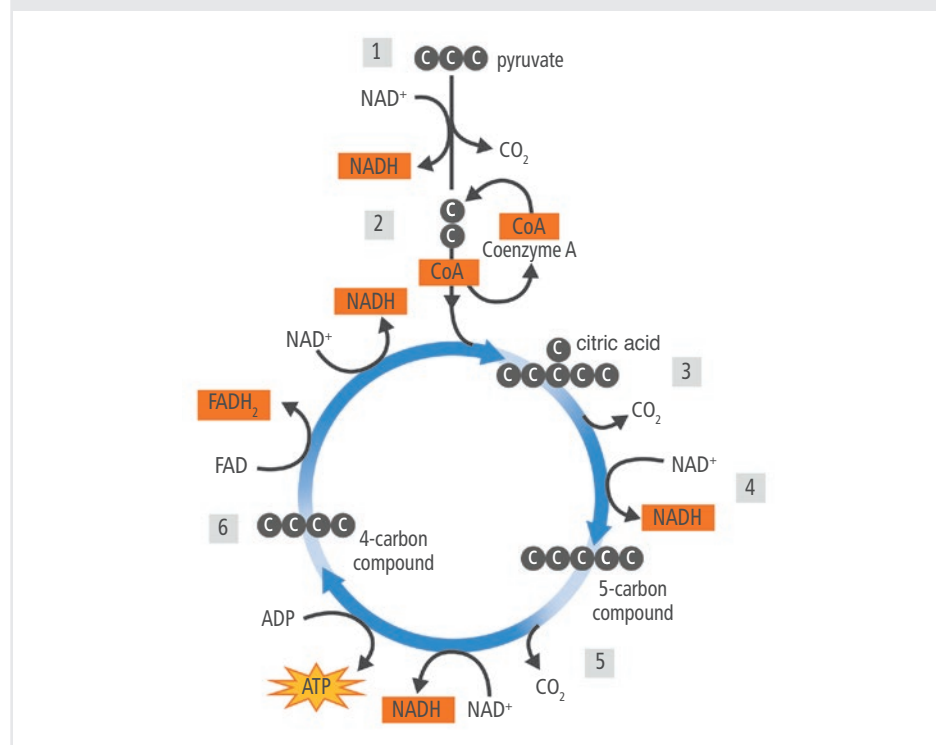 1
C C C pyruvate
NAD⁺
CO₂
NADH
2
C
C
CoA
Coenzyme A
CoA
NADH
NAD⁺
C citric acid
C C C C C
3
CO₂
FADH₂
FAD
NAD⁺
4
NADH
6
C C C C
4-carbon
compound
C C C C C
5-carbon
compound
ADP
ATP
5
CO₂
NADH
NAD⁺